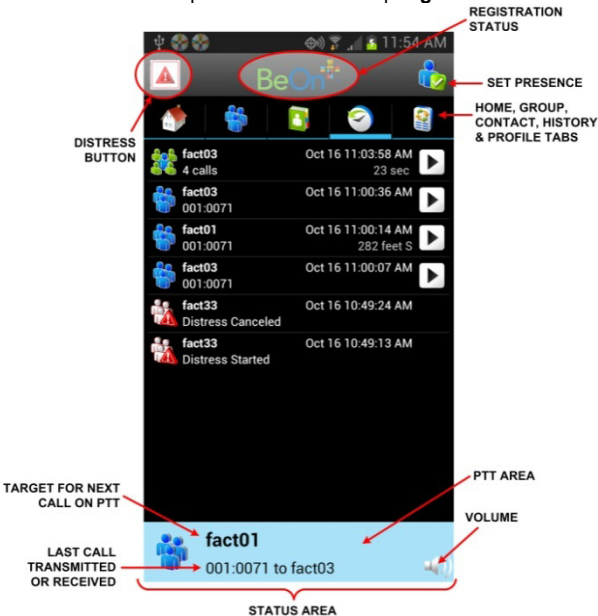 REGISTRATION
STATUS
11:54 AM
BeOn
SET PRESENCE
DISTRESS
BUTTON
HOME, GROUP,
CONTACT, HISTORY
& PROFILE TABS
fact03 Oct 16 11:03:58 AM
4 calls 23 sec
fact03 Oct 16 11:00:36 AM
001:0071
fact01 Oct 16 11:00:14 AM
001:0071 282 feet S
fact03 Oct 16 11:00:07 AM
001:0071
fact33 Oct 16 10:49:24 AM
Distress Canceled
fact33 Oct 16 10:49:13 AM
Distress Started
TARGET FOR NEXT
CALL ON PTT
PTT AREA
VOLUME
fact01
LAST CALL
TRANSMITTED
OR RECEIVED
001:0071 to fact03
STATUS AREA